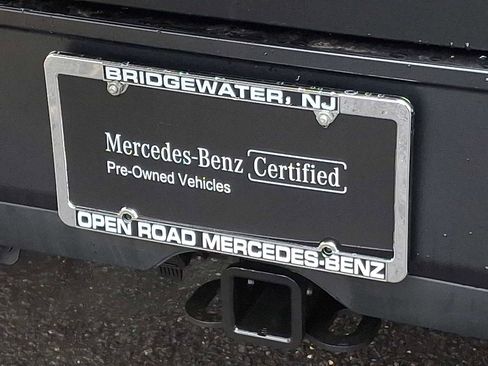 BRIDGEWATER, NJ
Mercedes-Benz Certified
Pre-Owned Vehicles
OPEN ROAD MERCEDES-BENZ